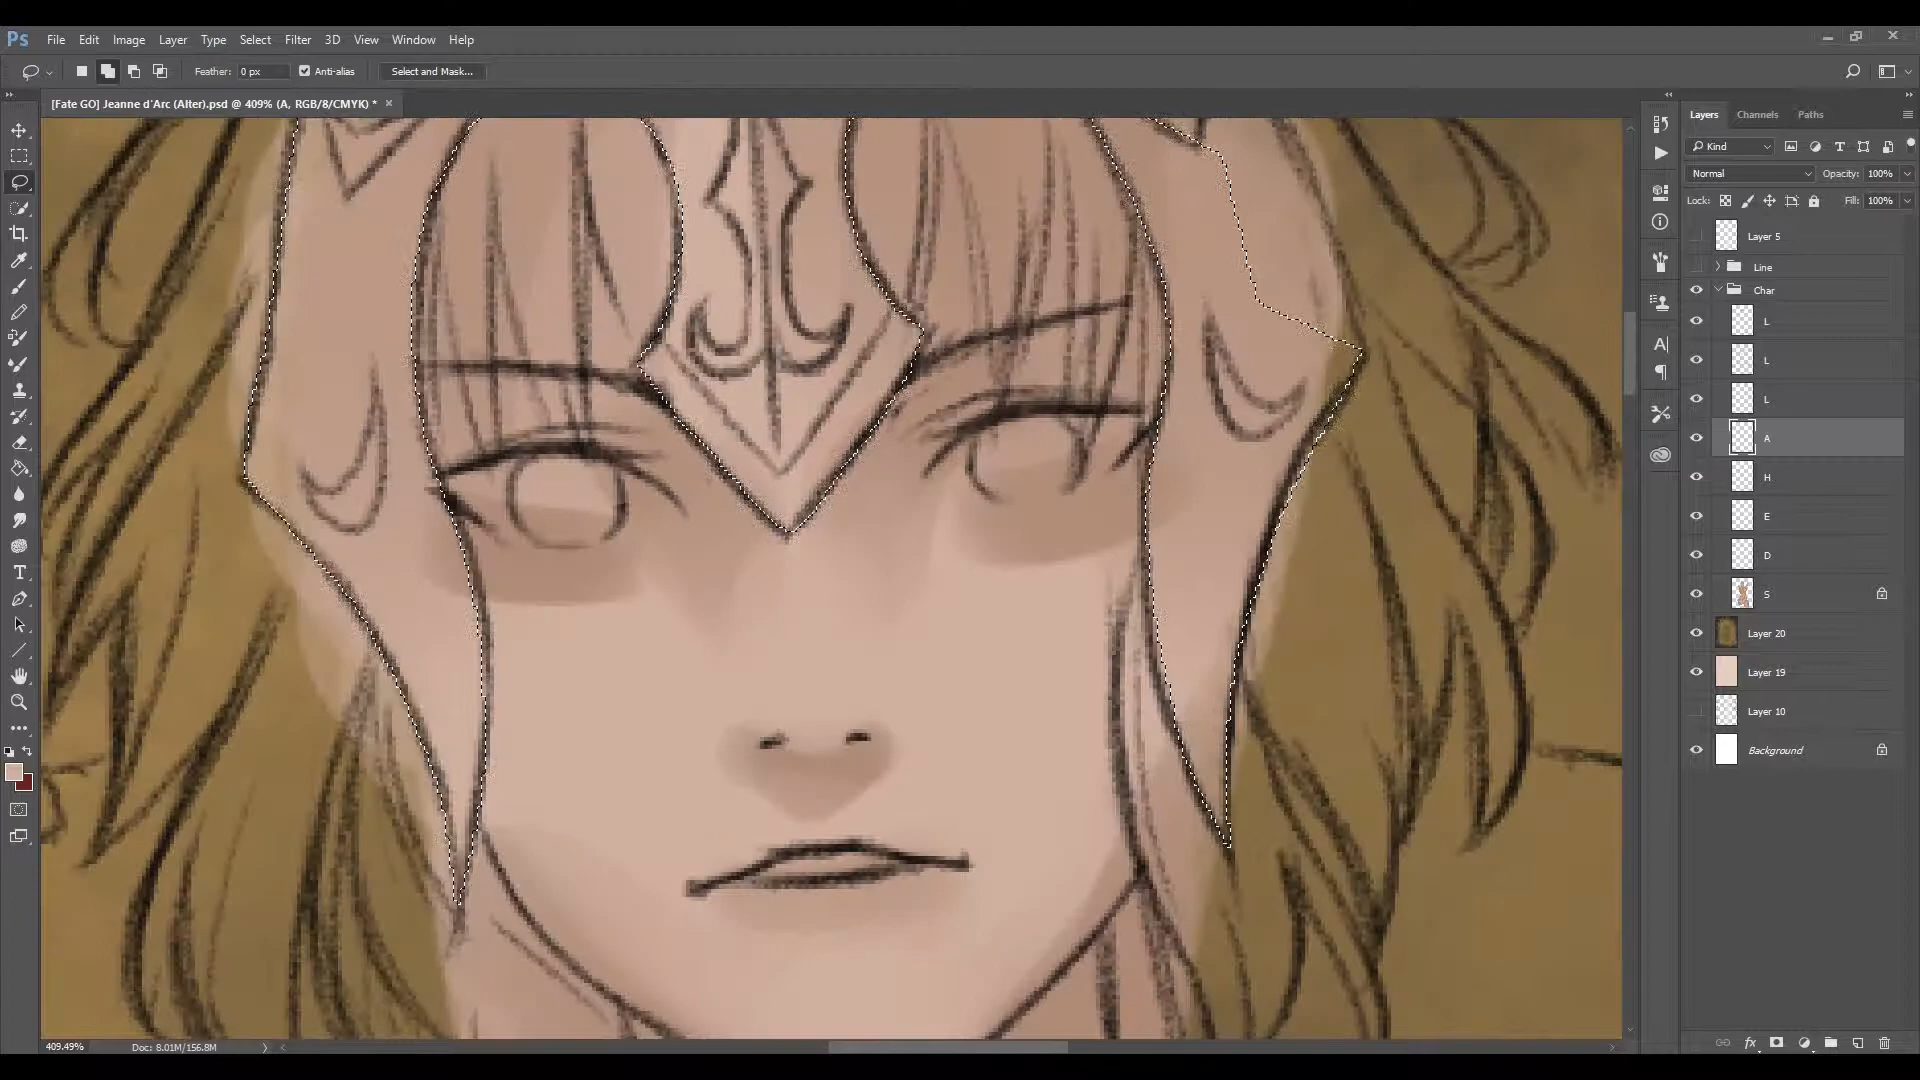 Ps File Edit Image Layer Type Select Filter 3D View Window Help
Feather: 0 px Anti-alias Select and Mask...
[Fate GO] Jeanne d'Arc (Alter).psd @ 409% (A, RGB/8/CMYK) * ×
Layers Channels Paths
Kind
Normal Opacity: 100%
Lock: Fill: 100%
Layer 5
Line
Char
L
L
L
A
H
E
D
S
Layer 20
Layer 19
Layer 10
Background
409.49% Doc: 8.01M/156.8M